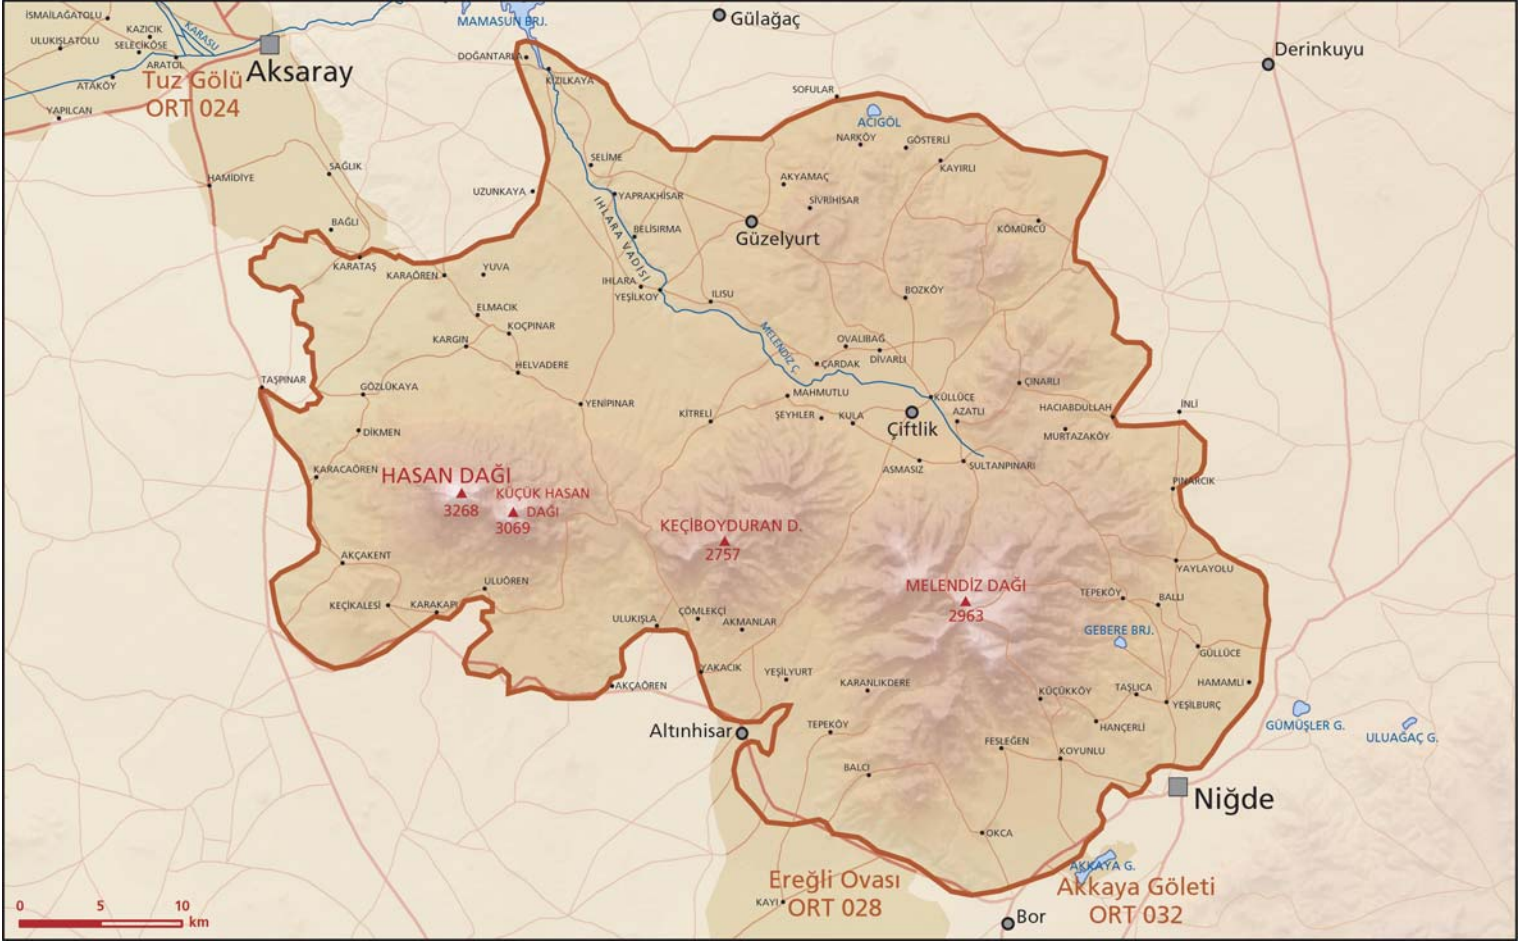 İSMAİLAĞATOLU
KAZICIK
ULUKIŞLATOLU
SELECİKÖSE
KARASU
ARATOL
ATAKÖY
YAPILCAN
Tuz Gölü
ORT 024
Aksaray
MAMASUN BRJ.
DOĞANTARLA
KIZILKAYA
Gülağaç
Derinkuyu
SOFULAR
ACIGÖL
NARKÖY
GÖSTERLİ
KAYIRLI
SAĞLIK
HAMİDİYE
BAĞLI
SELİME
UZUNKAYA
YAPRAKHİSAR
AKYAMAÇ
SİVRİHİSAR
IHLARA VADİSİ
BELİSIRMA
Güzelyurt
KÖMÜRCÜ
KARATAŞ
KARAÖREN
YUVA
IHLARA
YEŞİLKÖY
ILISU
BOZKÖY
ELMACIK
KOÇPINAR
KARGIN
MELENDİZ Ç.
OVALIBAĞ
DİVARLI
ÇARDAK
HELVADERE
TAŞPINAR
GÖZLÜKAYA
ÇINARLI
YENİPINAR
MAHMUTLU
KÜLLÜCE
KİTRELİ
ŞEYHLER
KULA
AZATLI
HACIABDULLAH
İNLİ
Çiftlik
DİKMEN
MURTAZAKÖY
KARACAÖREN
ASMASIZ
SULTANPINARI
PINARCIK
HASAN DAĞI
3268
KÜÇÜK HASAN
DAĞI
3069
KEÇİBOYDURAN D.
2757
AKÇAKENT
YAYLAYOLU
ULUÖREN
MELENDİZ DAĞI
2963
TEPEKÖY
BALLI
KEÇİKALESİ
KARAKAPI
ULUKIŞLA
ÇÖMLEKÇİ
AKMANLAR
GEBERE BRJ.
GÜLLÜCE
YAKACIK
YEŞİLYURT
KARANLIKDERE
AKÇAÖREN
KÜÇÜKKÖY
TAŞLICA
HAMAMLI
YEŞİLBURÇ
HANÇERLİ
Altınhisar
TEPEKÖY
FESLEĞEN
KOYUNLU
GÜMÜŞLER G.
ULUAĞAÇ G.
BALCI
Niğde
OKCA
AKKAYA G.
Ereğli Ovası
ORT 028
KAYI
Akkaya Göleti
ORT 032
Bor
0 5 10
km